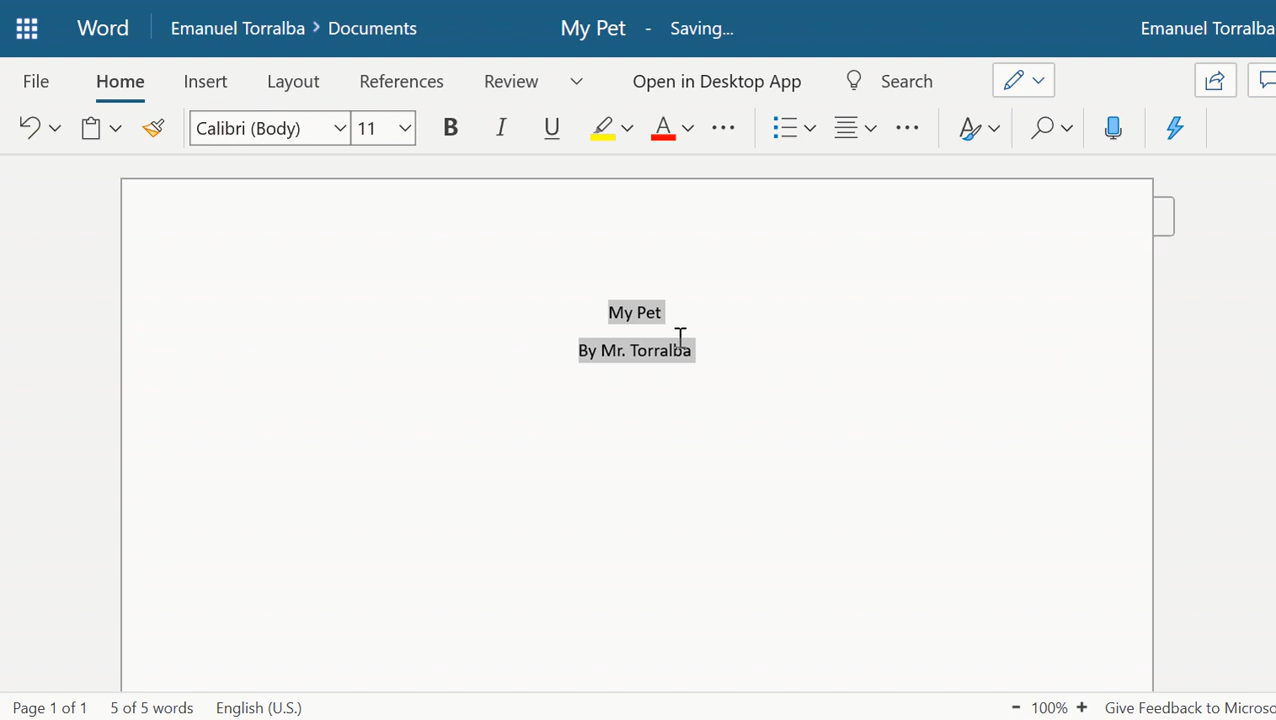 Word Emanuel Torralba > Documents My Pet - Saving... Emanuel Torralba
File Home Insert Layout References Review Open in Desktop App Search
Calibri (Body) 11 B I U A
My Pet
By Mr. Torralba
Page 1 of 1 5 of 5 words English (U.S.) - 100% + Give Feedback to Microso